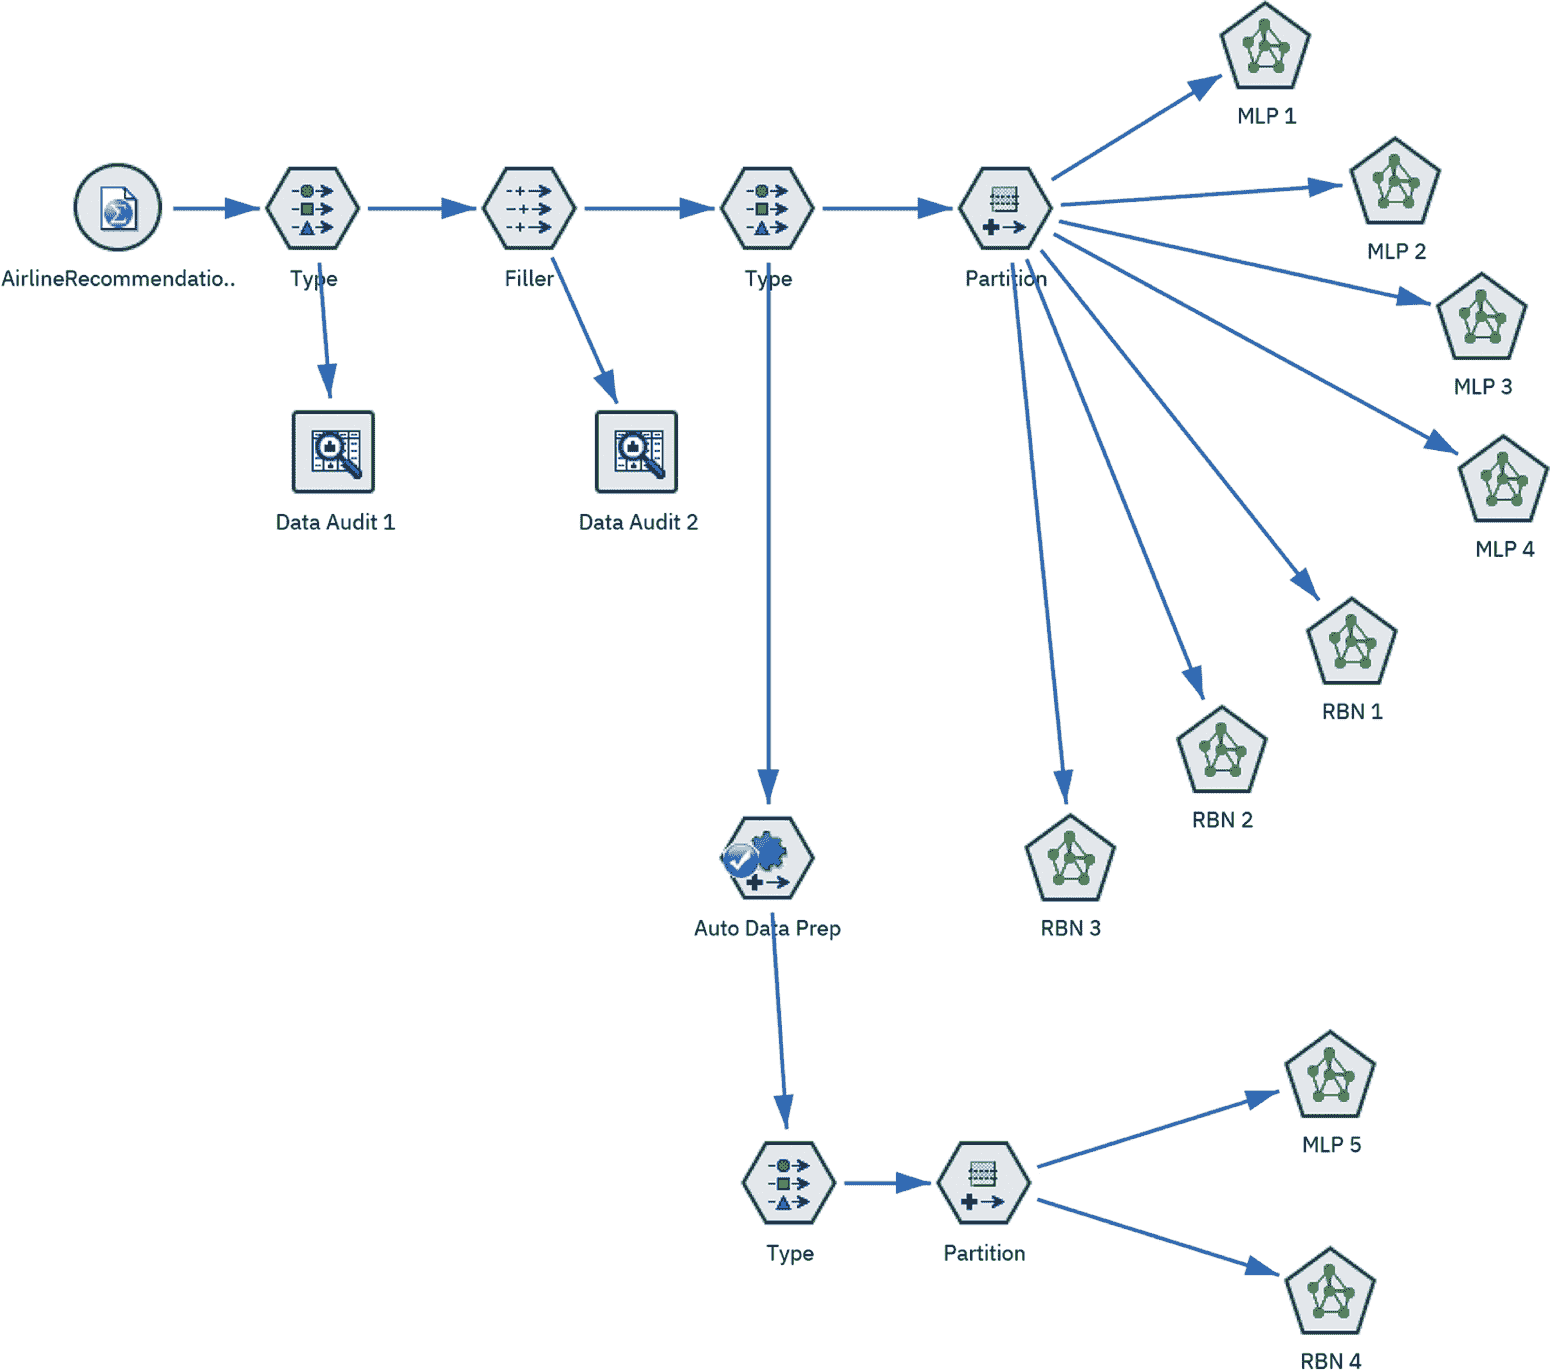 MLP 1
MLP 2
AirlineRecommendatio..
Type
Filler
Type
Partition
MLP 3
Data Audit 1
Data Audit 2
MLP 4
RBN 1
RBN 2
Auto Data Prep
RBN 3
MLP 5
Type
Partition
RBN 4